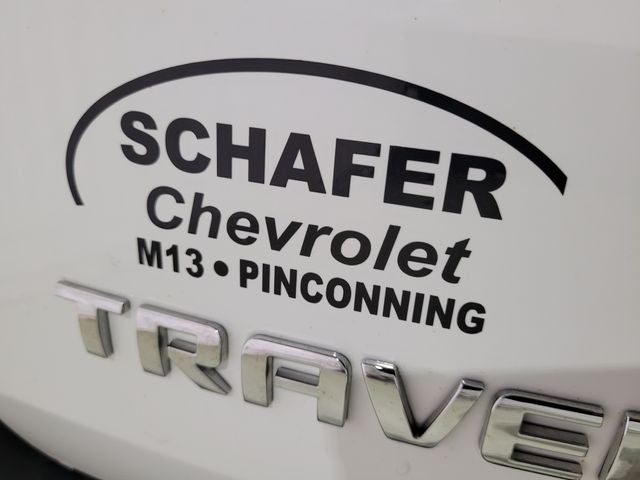 SCHAFER
Chevrolet
M13 • PINCONNING
TRAVE